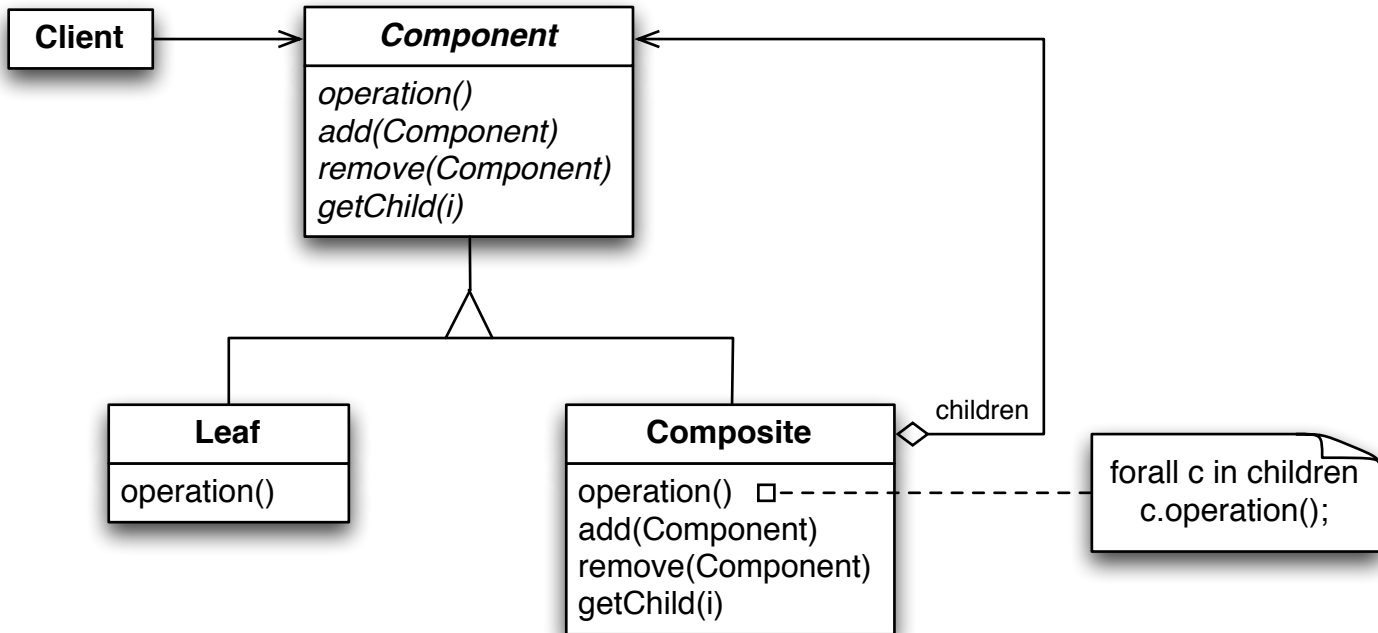 Client
Component
operation()
add(Component)
remove(Component)
getChild(i)
Leaf
operation()
Composite
operation()
add(Component)
remove(Component)
getChild(i)
children
forall c in children
c.operation();